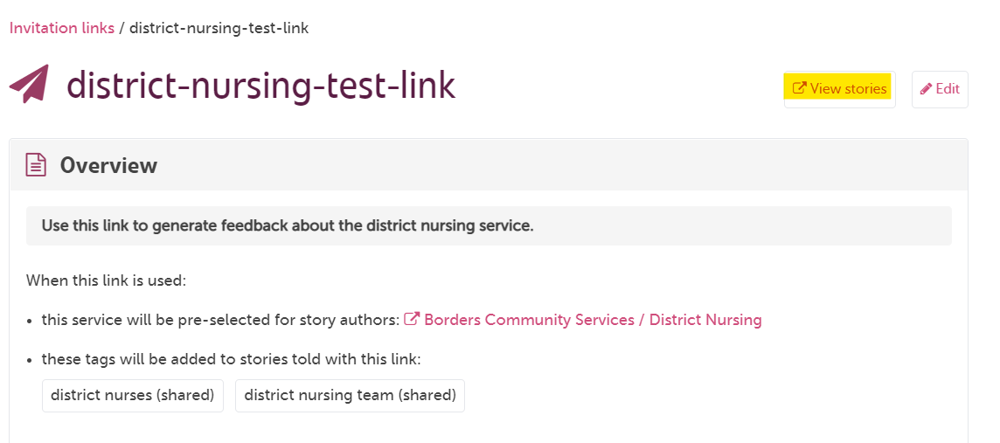 Invitation links / district-nursing-test-link
district-nursing-test-link
View stories
Edit
Overview
Use this link to generate feedback about the district nursing service.
When this link is used:
• this service will be pre-selected for story authors: Borders Community Services / District Nursing
• these tags will be added to stories told with this link:
district nurses (shared) district nursing team (shared)